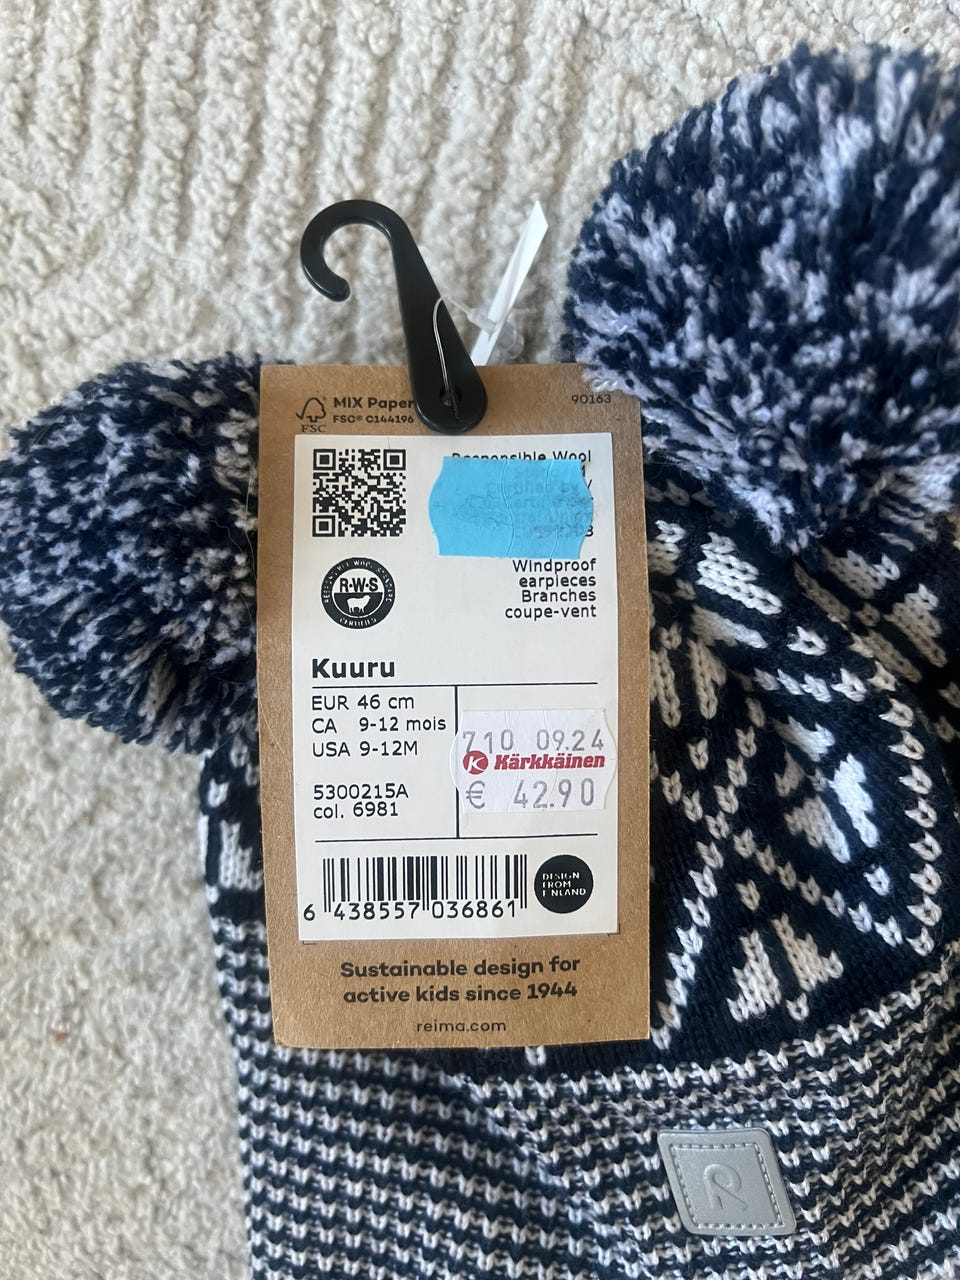 MIX Paper
FSC® C144196
FSC
90163
Responsible Wool
R·W·S
CERTIFIED
Windproof
earpieces
Branches
coupe-vent
Kuuru
EUR 46 cm
CA 9-12 mois
USA 9-12M
710 09.24
Kärkkäinen
€ 42.90
5300215A
col. 6981
6 438557 036861
DESIGN
FROM
FINLAND
Sustainable design for
active kids since 1944
reima.com